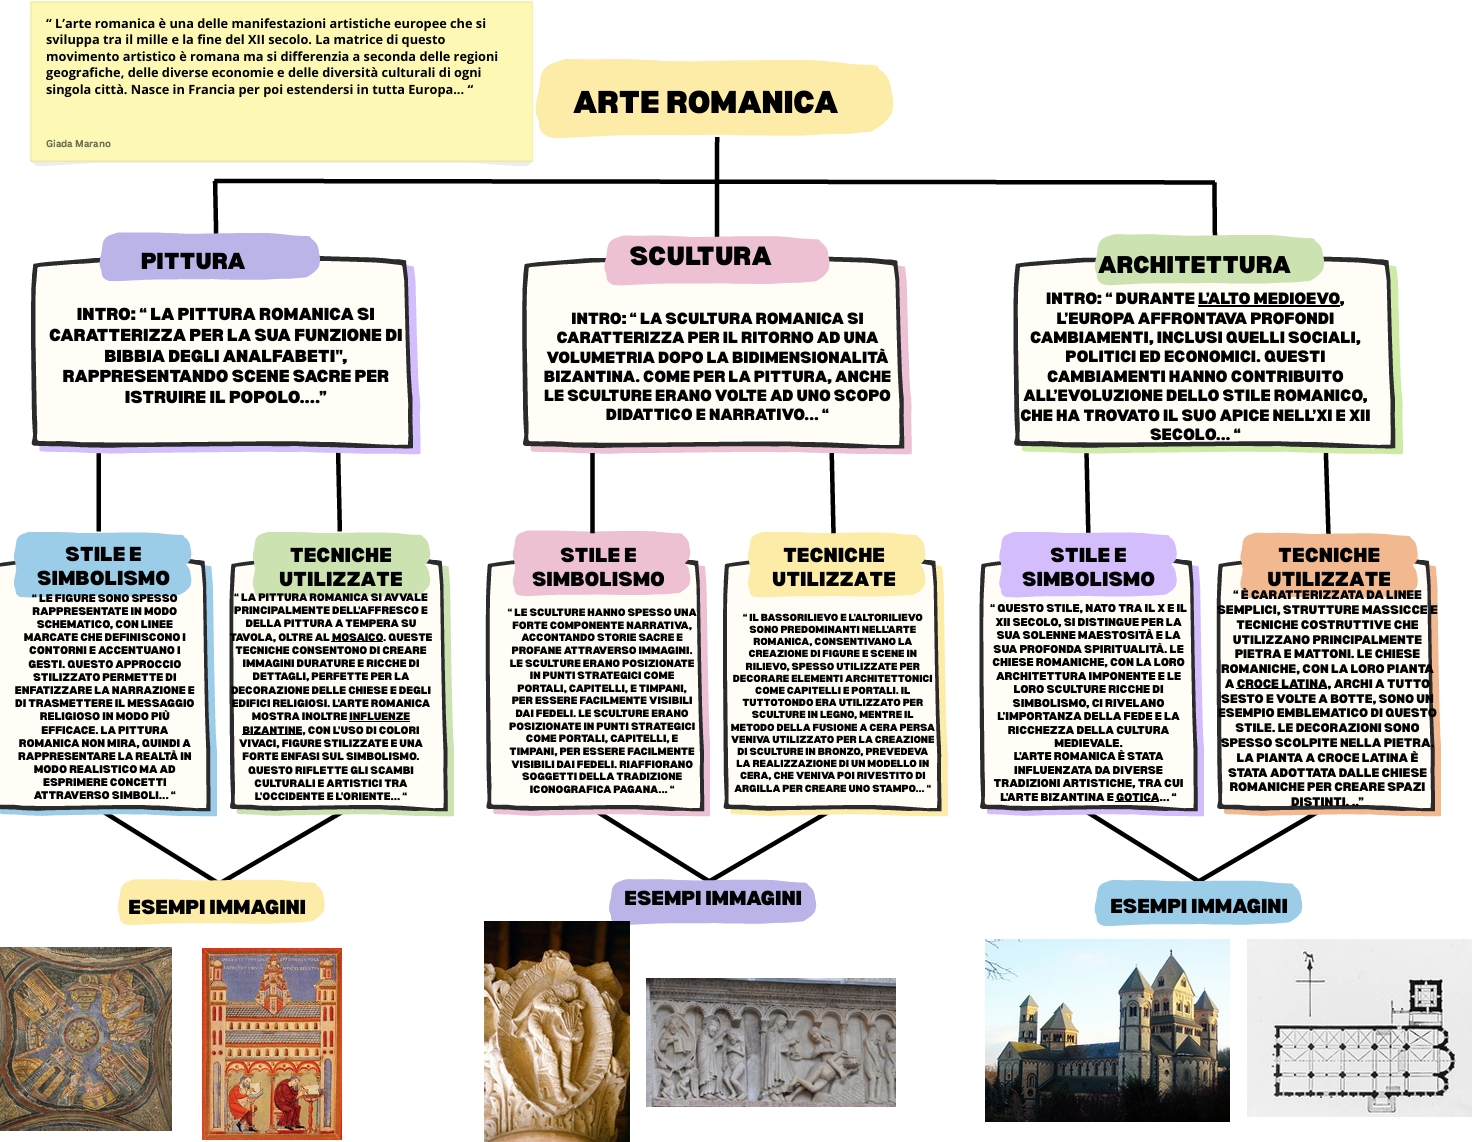 “ L’arte romanica è una delle manifestazioni artistiche europee che si
sviluppa tra il mille e la fine del XII secolo. La matrice di questo
movimento artistico è romana ma si differenzia a seconda delle regioni
geografiche, delle diverse economie e delle diversità culturali di ogni
singola città. Nasce in Francia per poi estendersi in tutta Europa... “
Giada Marano
ARTE ROMANICA
PITTURA
INTRO: “ LA PITTURA ROMANICA SI
CARATTERIZZA PER LA SUA FUNZIONE DI
BIBBIA DEGLI ANALFABETI",
RAPPRESENTANDO SCENE SACRE PER
ISTRUIRE IL POPOLO....”
SCULTURA
INTRO: “ LA SCULTURA ROMANICA SI
CARATTERIZZA PER IL RITORNO AD UNA
VOLUMETRIA DOPO LA BIDIMENSIONALITÀ
BIZANTINA. COME PER LA PITTURA, ANCHE
LE SCULTURE ERANO VOLTE AD UNO SCOPO
DIDATTICO E NARRATIVO... “
ARCHITETTURA
INTRO: “ DURANTE L’ALTO MEDIOEVO,
L’EUROPA AFFRONTAVA PROFONDI
CAMBIAMENTI, INCLUSI QUELLI SOCIALI,
POLITICI ED ECONOMICI. QUESTI
CAMBIAMENTI HANNO CONTRIBUITO
ALL’EVOLUZIONE DELLO STILE ROMANICO,
CHE HA TROVATO IL SUO APICE NELL’XI E XII
SECOLO... “
STILE E
SIMBOLISMO
“ LE FIGURE SONO SPESSO
RAPPRESENTATE IN MODO
SCHEMATICO, CON LINEE
MARCATE CHE DEFINISCONO I
CONTORNI E ACCENTUANO I
GESTI. QUESTO APPROCCIO
STILIZZATO PERMETTE DI
ENFATIZZARE LA NARRAZIONE E
DI TRASMETTERE IL MESSAGGIO
RELIGIOSO IN MODO PIÙ
EFFICACE. LA PITTURA
ROMANICA NON MIRA, QUINDI A
RAPPRESENTARE LA REALTÀ IN
MODO REALISTICO MA AD
ESPRIMERE CONCETTI
ATTRAVERSO SIMBOLI... “
TECNICHE
UTILIZZATE
“ LA PITTURA ROMANICA SI AVVALE
PRINCIPALMENTE DELL'AFFRESCO E
DELLA PITTURA A TEMPERA SU
TAVOLA, OLTRE AL MOSAICO. QUESTE
TECNICHE CONSENTONO DI CREARE
IMMAGINI DURATURE E RICCHE DI
DETTAGLI, PERFETTE PER LA
DECORAZIONE DELLE CHIESE E DEGLI
EDIFICI RELIGIOSI. L'ARTE ROMANICA
MOSTRA INOLTRE INFLUENZE
BIZANTINE, CON L'USO DI COLORI
VIVACI, FIGURE STILIZZATE E UNA
FORTE ENFASI SUL SIMBOLISMO.
QUESTO RIFLETTE GLI SCAMBI
CULTURALI E ARTISTICI TRA
L'OCCIDENTE E L'ORIENTE... “
STILE E
SIMBOLISMO
“ LE SCULTURE HANNO SPESSO UNA
FORTE COMPONENTE NARRATIVA,
ACCONTANDO STORIE SACRE E
PROFANE ATTRAVERSO IMMAGINI.
LE SCULTURE ERANO POSIZIONATE
IN PUNTI STRATEGICI COME
PORTALI, CAPITELLI, E TIMPANI,
PER ESSERE FACILMENTE VISIBILI
DAI FEDELI. LE SCULTURE ERANO
POSIZIONATE IN PUNTI STRATEGICI
COME PORTALI, CAPITELLI, E
TIMPANI, PER ESSERE FACILMENTE
VISIBILI DAI FEDELI. RIAFFIORANO
SOGGETTI DELLA TRADIZIONE
ICONOGRAFICA PAGANA... “
TECNICHE
UTILIZZATE
“ IL BASSORILIEVO E L’ALTORILIEVO
SONO PREDOMINANTI NELL’ARTE
ROMANICA, CONSENTIVANO LA
CREAZIONE DI FIGURE E SCENE IN
RILIEVO, SPESSO UTILIZZATE PER
DECORARE ELEMENTI ARCHITETTONICI
COME CAPITELLI E PORTALI. IL
TUTTOTONDO ERA UTILIZZATO PER
SCULTURE IN LEGNO, MENTRE IL
METODO DELLA FUSIONE A CERA PERSA
VENIVA UTILIZZATO PER LA CREAZIONE
DI SCULTURE IN BRONZO, PREVEDEVA
LA REALIZZAZIONE DI UN MODELLO IN
CERA, CHE VENIVA POI RIVESTITO DI
ARGILLA PER CREARE UNO STAMPO... “
STILE E
SIMBOLISMO
“ QUESTO STILE, NATO TRA IL X E IL
XII SECOLO, SI DISTINGUE PER LA
SUA SOLENNE MAESTOSITÀ E LA
SUA PROFONDA SPIRITUALITÀ. LE
CHIESE ROMANICHE, CON LA LORO
ARCHITETTURA IMPONENTE E LE
LORO SCULTURE RICCHE DI
SIMBOLISMO, CI RIVELANO
L’IMPORTANZA DELLA FEDE E LA
RICCHEZZA DELLA CULTURA
MEDIEVALE.
L’ARTE ROMANICA È STATA
INFLUENZATA DA DIVERSE
TRADIZIONI ARTISTICHE, TRA CUI
L’ARTE BIZANTINA E GOTICA... “
TECNICHE
UTILIZZATE
“ È CARATTERIZZATA DA LINEE
SEMPLICI, STRUTTURE MASSICCE E
TECNICHE COSTRUTTIVE CHE
UTILIZZANO PRINCIPALMENTE
PIETRA E MATTONI. LE CHIESE
ROMANICHE, CON LA LORO PIANTA
A CROCE LATINA, ARCHI A TUTTO
SESTO E VOLTE A BOTTE, SONO UN
ESEMPIO EMBLEMATICO DI QUESTO
STILE. LE DECORAZIONI SONO
SPESSO SCOLPITE NELLA PIETRA.
LA PIANTA A CROCE LATINA È
STATA ADOTTATA DALLE CHIESE
ROMANICHE PER CREARE SPAZI
DISTINTI...”
ESEMPI IMMAGINI
ESEMPI IMMAGINI
ESEMPI IMMAGINI